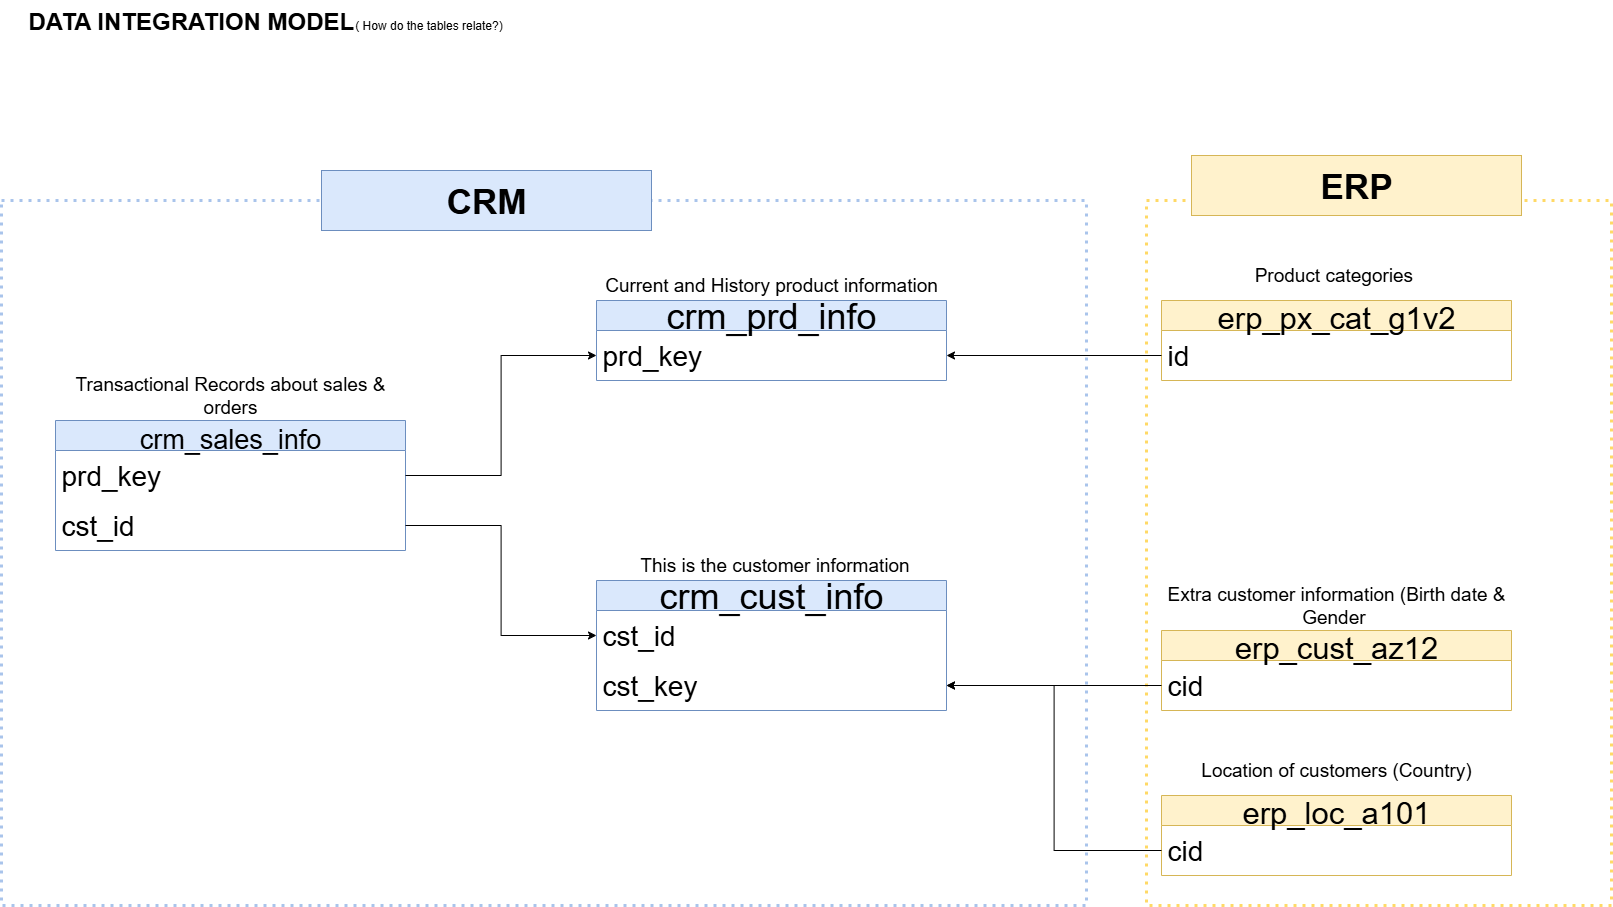 DATA INTEGRATION MODEL( How do the tables relate?)
CRM
ERP
Current and History product information
crm_prd_info
prd_key
Product categories
erp_px_cat_g1v2
id
Transactional Records about sales &
orders
crm_sales_info
prd_key
cst_id
This is the customer information
crm_cust_info
cst_id
cst_key
Extra customer information (Birth date &
Gender
erp_cust_az12
cid
Location of customers (Country)
erp_loc_a101
cid